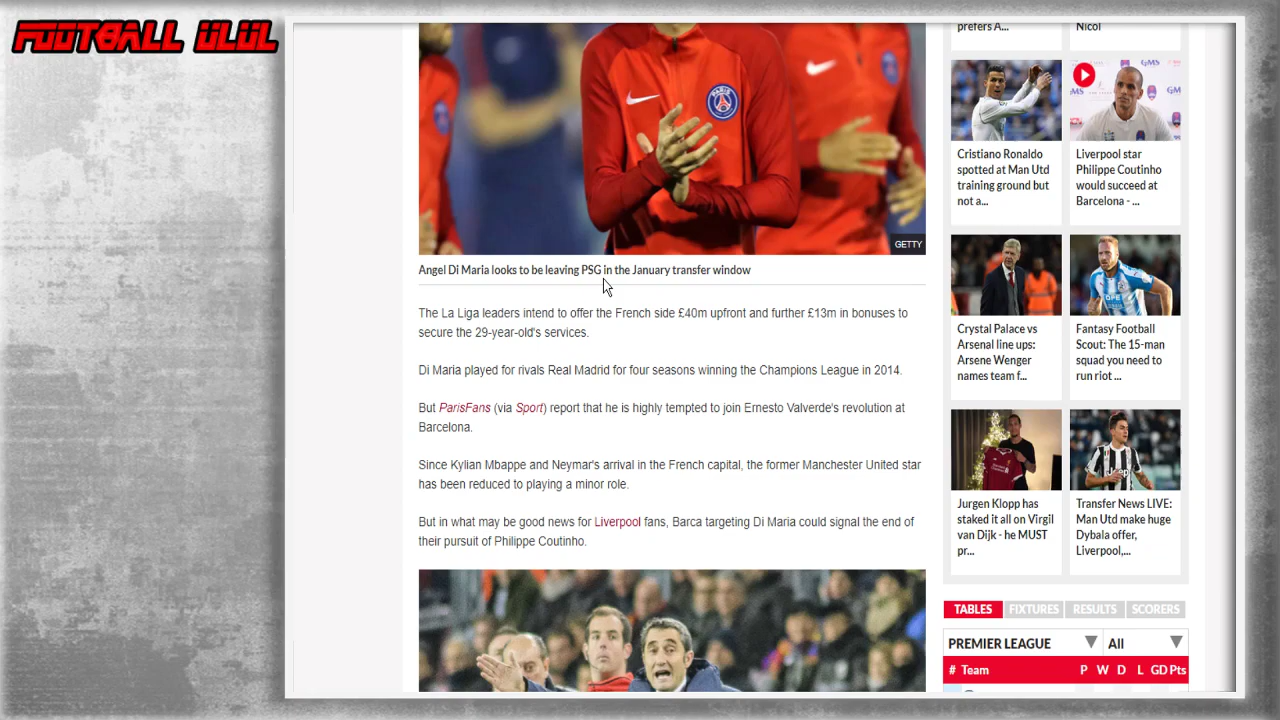 FOOTBALL ULUL
GETTY
Angel Di Maria looks to be leaving PSG in the January transfer window
The La Liga leaders intend to offer the French side £40m upfront and further £13m in bonuses to
secure the 29-year-old's services.
Di Maria played for rivals Real Madrid for four seasons winning the Champions League in 2014.
But ParisFans (via Sport) report that he is highly tempted to join Ernesto Valverde's revolution at
Barcelona.
Since Kylian Mbappe and Neymar's arrival in the French capital, the former Manchester United star
has been reduced to playing a minor role.
But in what may be good news for Liverpool fans, Barca targeting Di Maria could signal the end of
their pursuit of Philippe Coutinho.
prefers A...
Nicol
Cristiano Ronaldo
spotted at Man Utd
training ground but
not a...
Liverpool star
Philippe Coutinho
would succeed at
Barcelona - ...
Crystal Palace vs
Arsenal line ups:
Arsene Wenger
names team f...
Fantasy Football
Scout: The 15-man
squad you need to
run riot ...
Jurgen Klopp has
staked it all on Virgil
van Dijk - he MUST
pr...
Transfer News LIVE:
Man Utd make huge
Dybala offer,
Liverpool,...
TABLES FIXTURES RESULTS SCORERS
PREMIER LEAGUE All
# Team P W D L GD Pts
PARIS
GMS